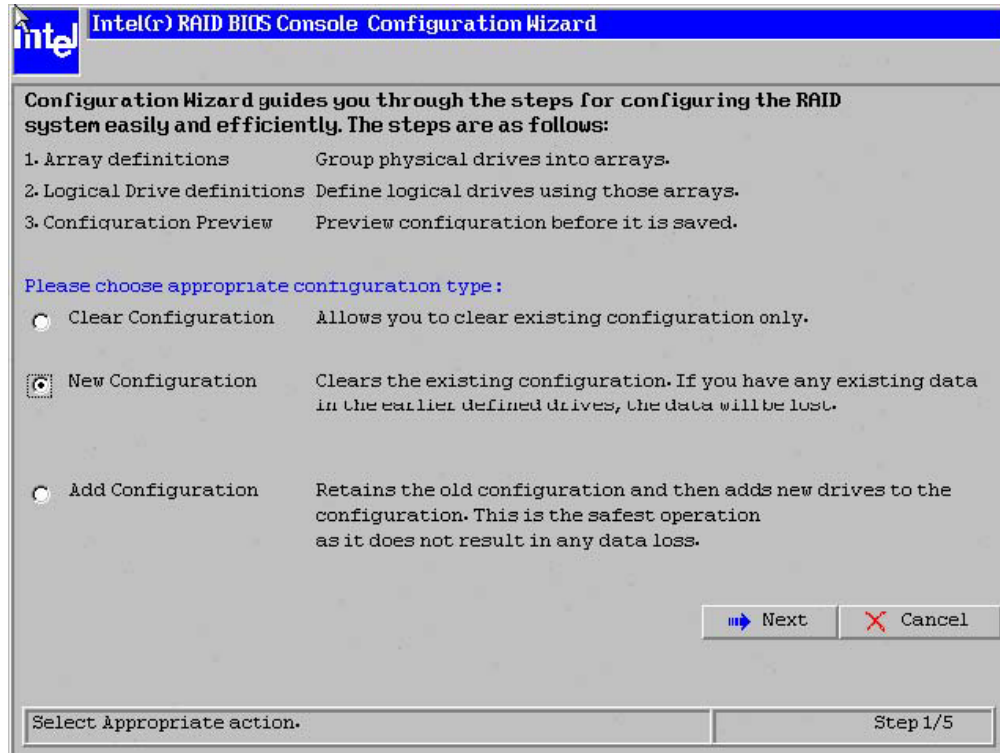 intel
Intel(r) RAID BIOS Console Configuration Wizard
Configuration Wizard guides you through the steps for configuring the RAID
system easily and efficiently. The steps are as follows:
1. Array definitions Group physical drives into arrays.
2. Logical Drive definitions Define logical drives using those arrays.
3. Configuration Preview Preview configuration before it is saved.
Please choose appropriate configuration type:
Clear Configuration Allows you to clear existing configuration only.
New Configuration Clears the existing configuration. If you have any existing data
in the earlier defined drives, the data will be lost.
Add Configuration Retains the old configuration and then adds new drives to the
configuration. This is the safest operation
as it does not result in any data loss.
Next Cancel
Select Appropriate action. Step 1/5